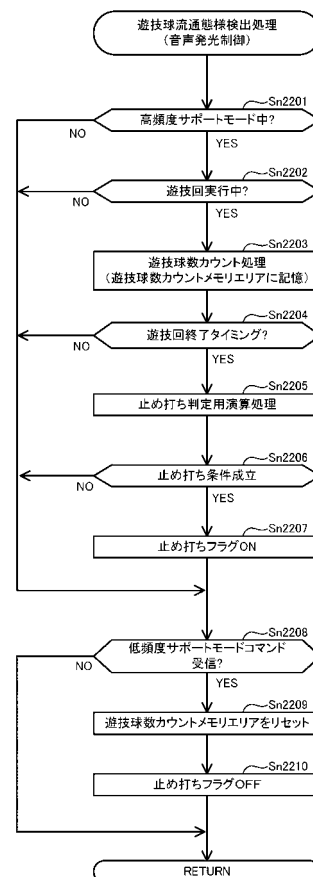 遊技球流通態様検出処理
(音声発光制御)
Sn2201
高頻度サポートモード中?
NO
YES
Sn2202
遊技回実行中?
NO
YES
Sn2203
遊技球数カウント処理
(遊技球数カウントメモリエリアに記憶)
Sn2204
遊技回終了タイミング?
NO
YES
Sn2205
止め打ち判定用演算処理
Sn2206
止め打ち条件成立
NO
YES
Sn2207
止め打ちフラグON
Sn2208
低頻度サポートモードコマンド
受信?
NO
YES
Sn2209
遊技球数カウントメモリエリアをリセット
Sn2210
止め打ちフラグOFF
RETURN